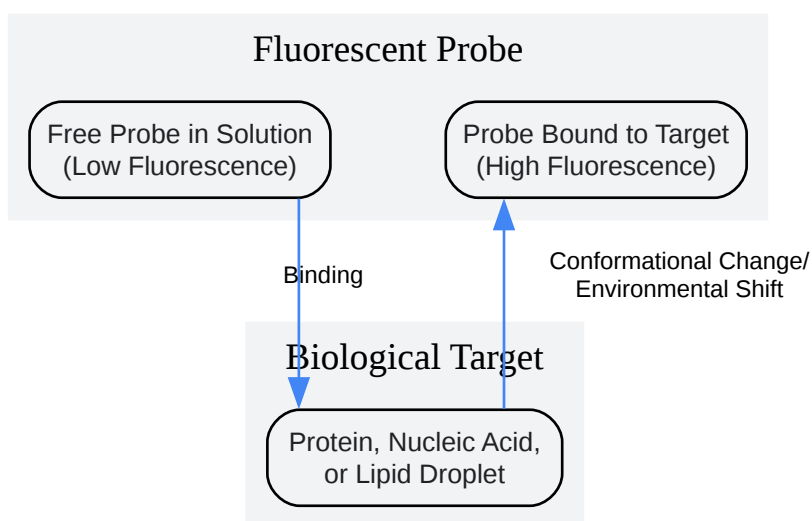 Fluorescent Probe
Free Probe in Solution
(Low Fluorescence)
Probe Bound to Target
(High Fluorescence)
Binding
Conformational Change/
Environmental Shift
Biological Target
Protein, Nucleic Acid,
or Lipid Droplet